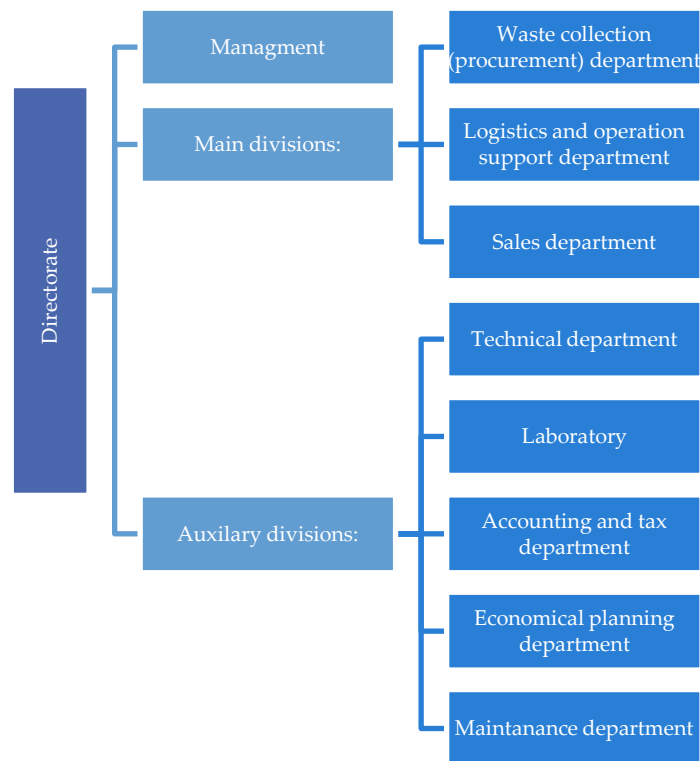 Directorate
Managment
Main divisions:
Waste collection
(procurement) department
Logistics and operation
support department
Sales department
Auxilary divisions:
Technical department
Laboratory
Accounting and tax
department
Economical planning
department
Maintanance department